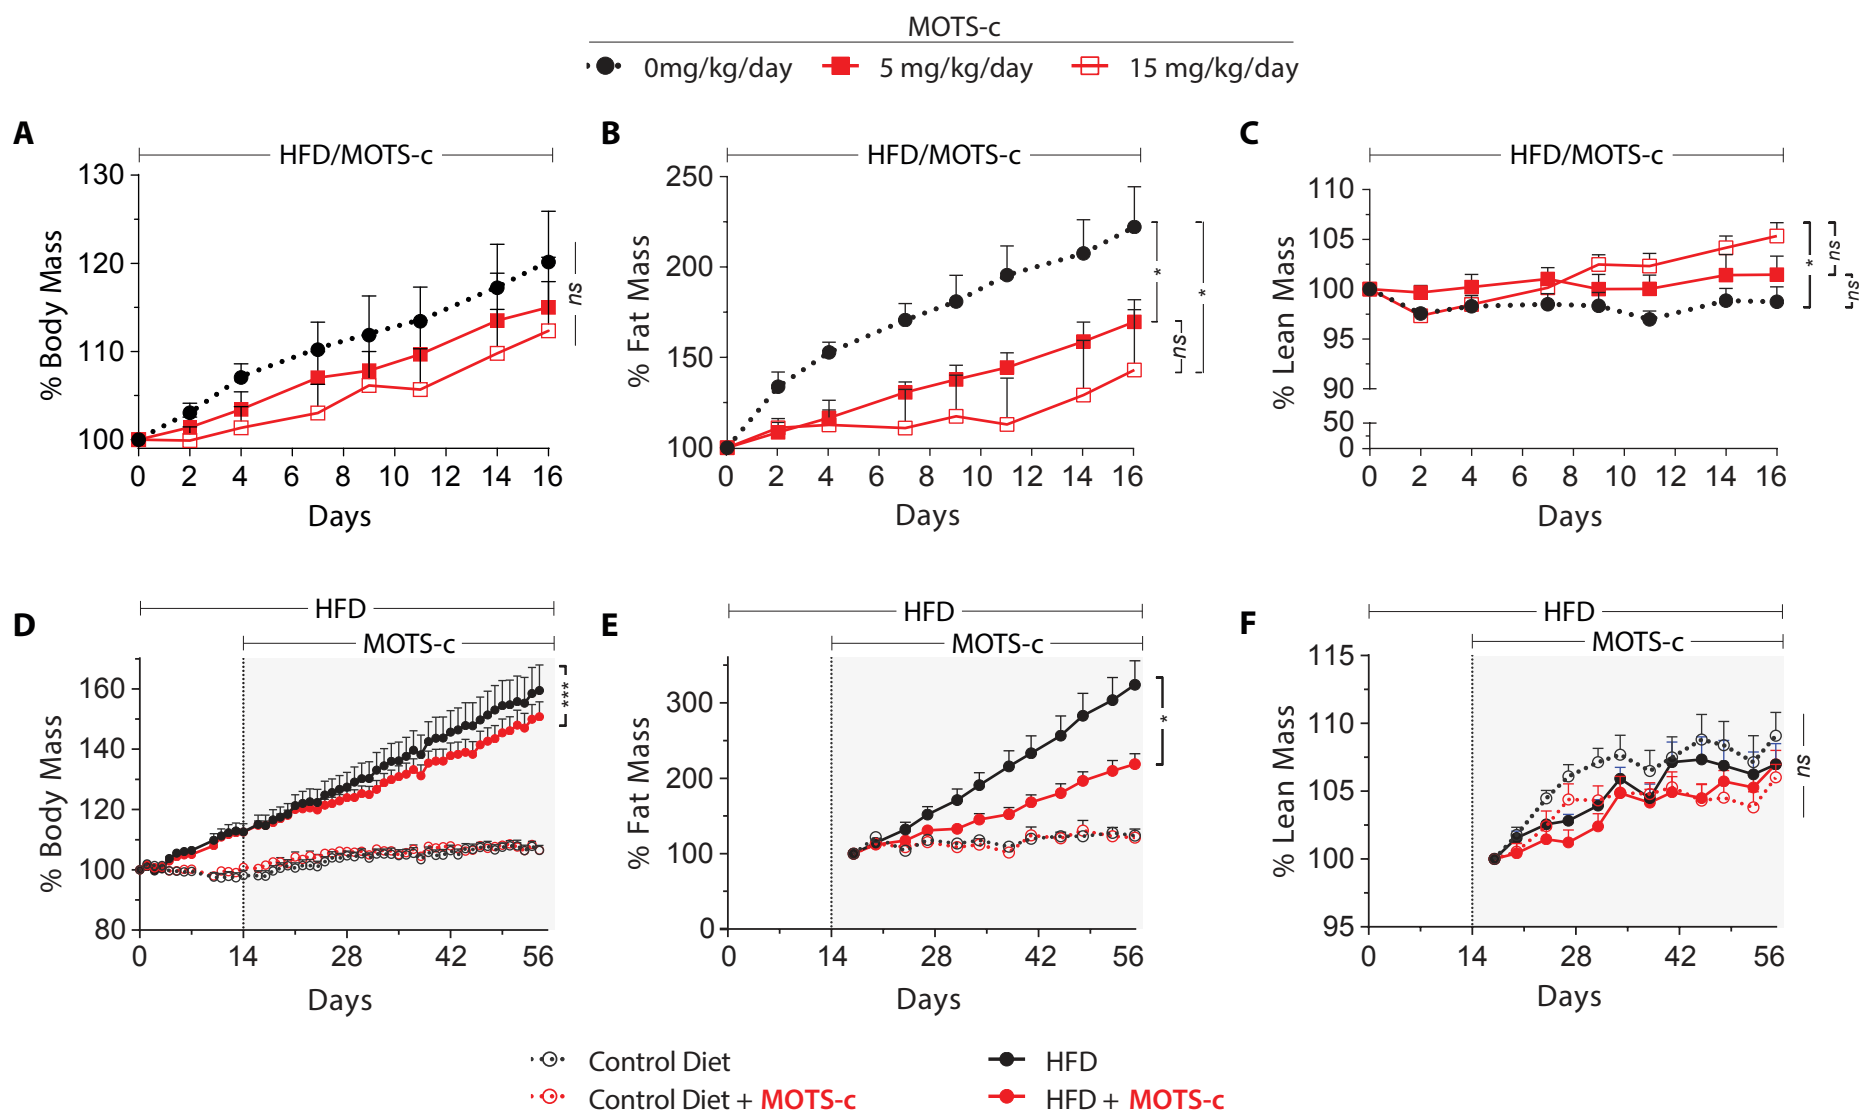 MOTS-c
0mg/kg/day 5 mg/kg/day 15 mg/kg/day
A
HFD/MOTS-c
% Body Mass
130
120
110
100
0 2 4 6 8 10 12 14 16
Days
ns
B
HFD/MOTS-c
% Fat Mass
250
200
150
100
0 2 4 6 8 10 12 14 16
Days
*
*
ns
C
HFD/MOTS-c
% Lean Mass
110
105
100
95
90
50
0
0 2 4 6 8 10 12 14 16
Days
*
ns
ns
D
HFD
MOTS-c
% Body Mass
160
140
120
100
80
0 14 28 42 56
Days
***
E
HFD
MOTS-c
% Fat Mass
300
200
100
0
0 14 28 42 56
Days
*
F
HFD
MOTS-c
% Lean Mass
115
110
105
100
95
0 14 28 42 56
Days
ns
Control Diet HFD
Control Diet + MOTS-c HFD + MOTS-c